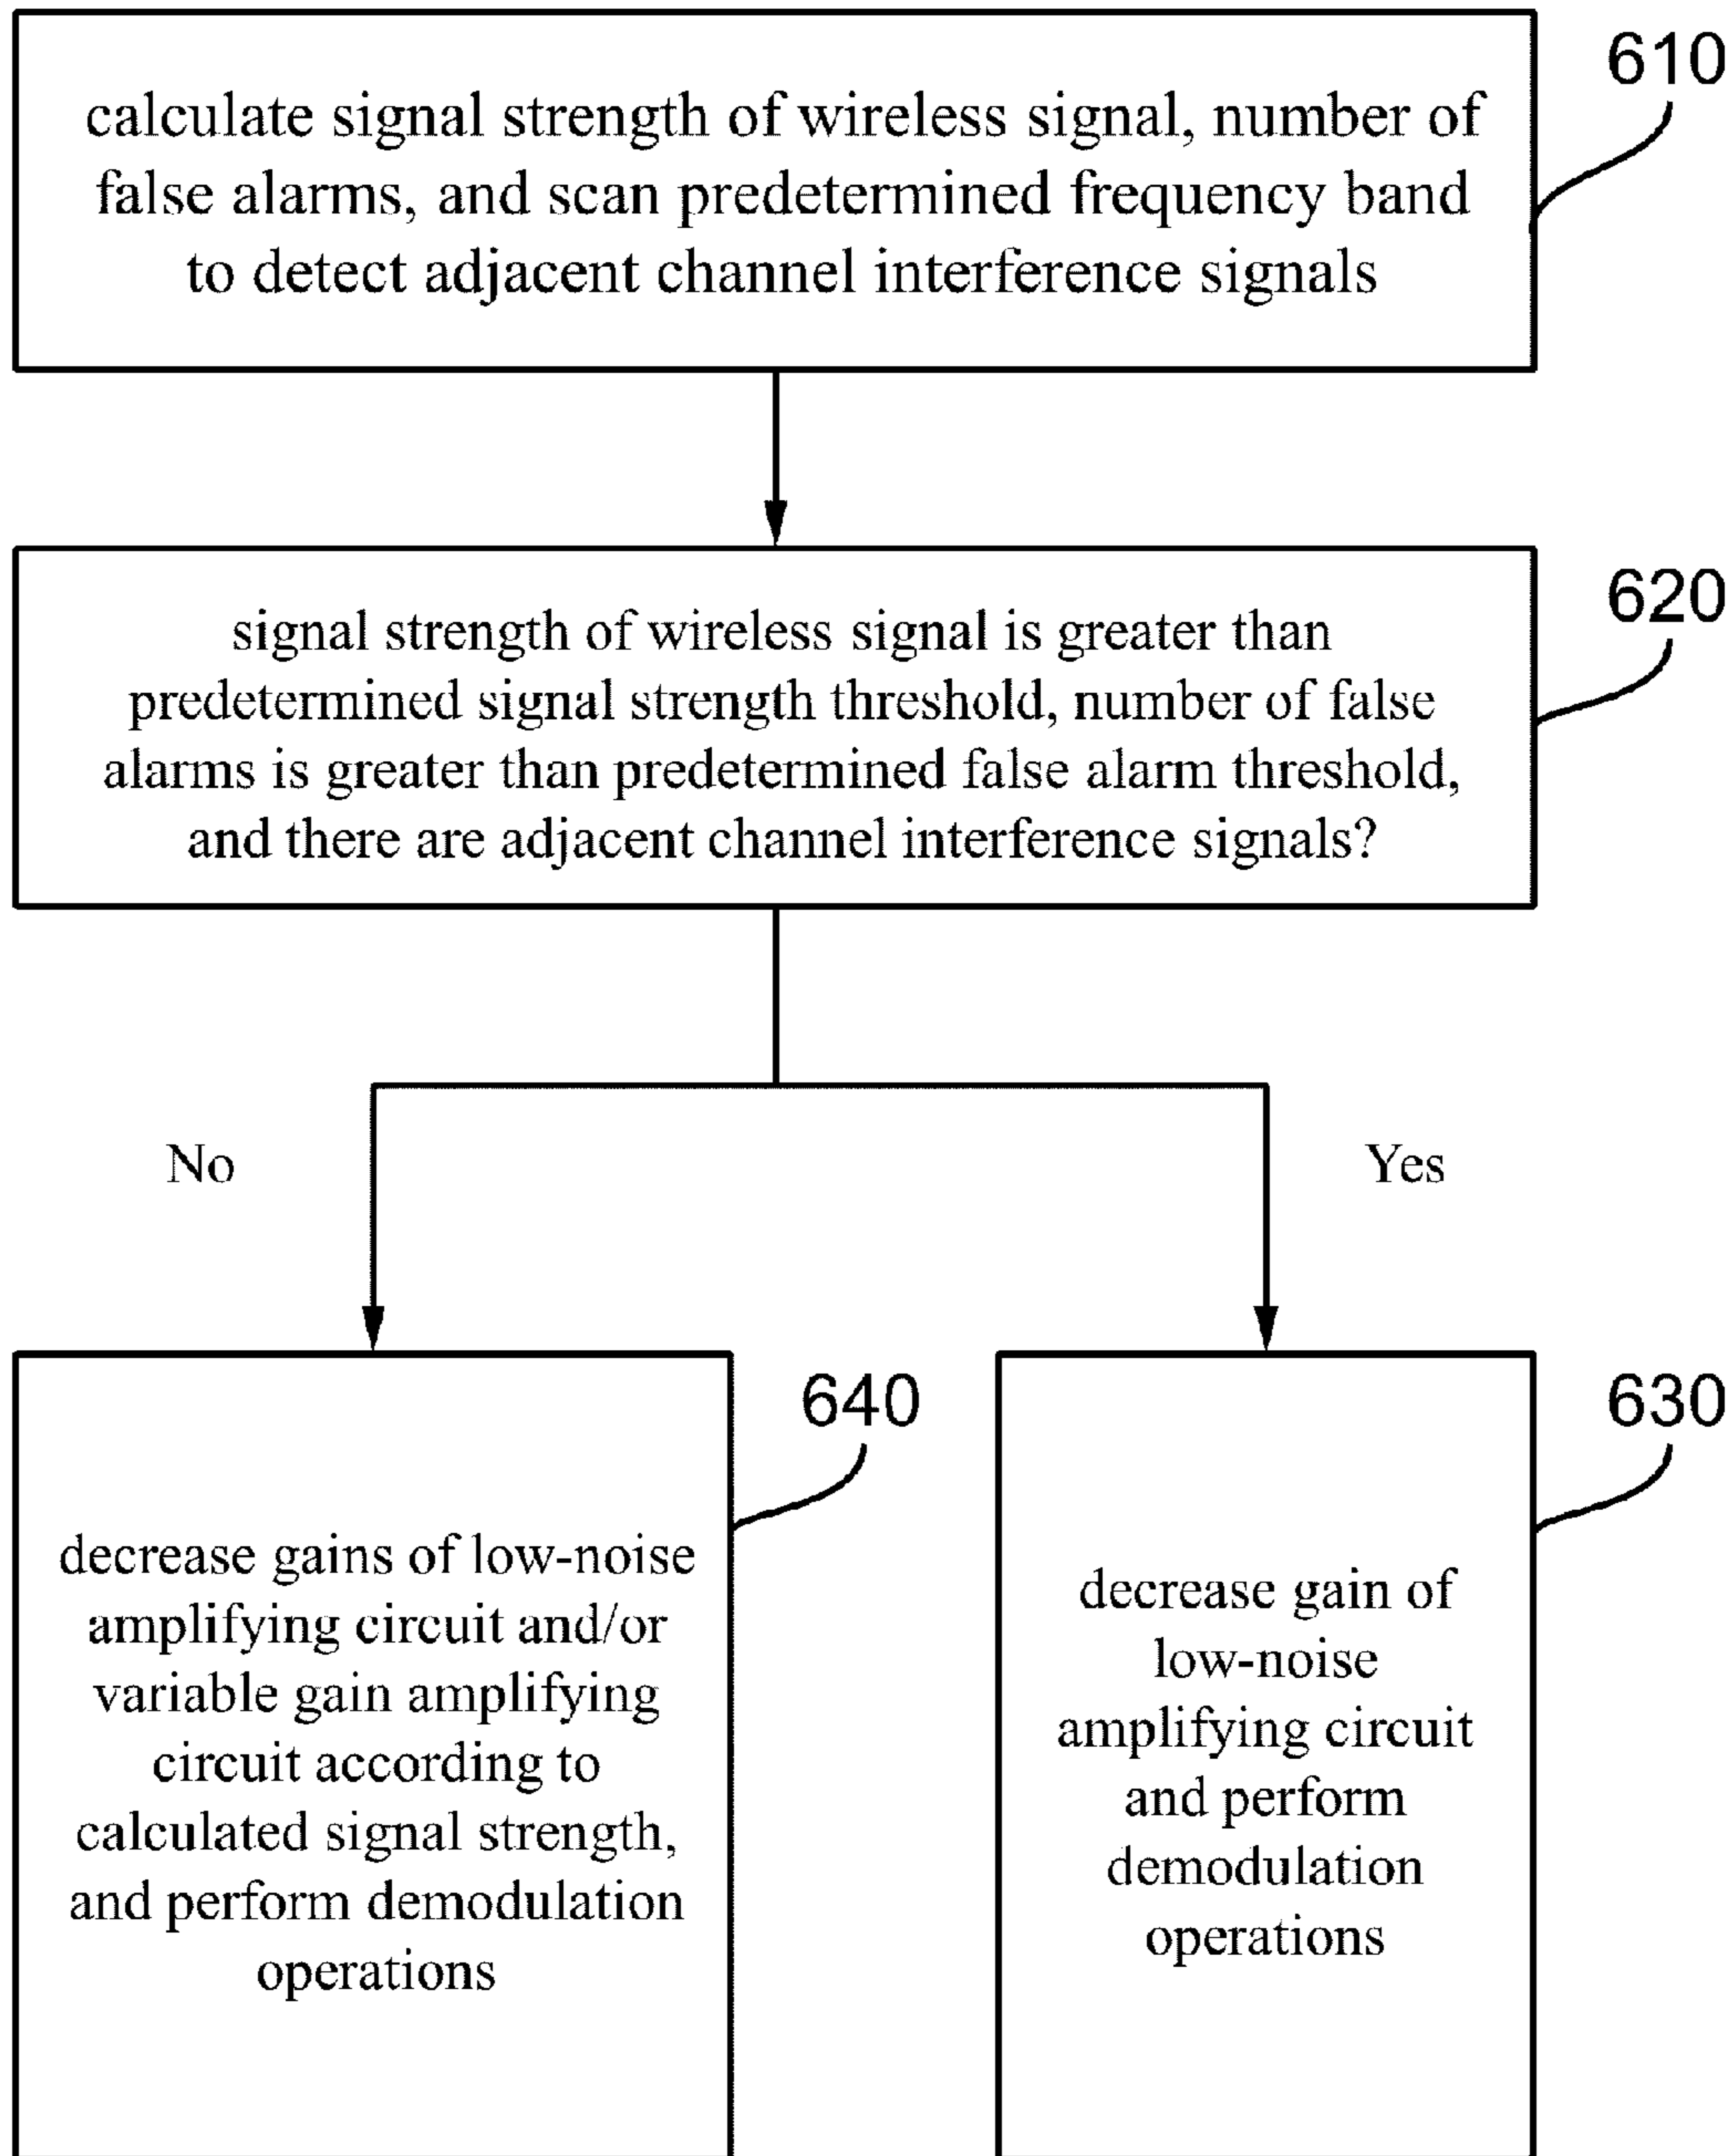 610
calculate signal strength of wireless signal, number of
false alarms, and scan predetermined frequency band
to detect adjacent channel interference signals
620
signal strength of wireless signal is greater than
predetermined signal strength threshold, number of false
alarms is greater than predetermined false alarm threshold,
and there are adjacent channel interference signals?
No
Yes
640
decrease gains of low-noise
amplifying circuit and/or
variable gain amplifying
circuit according to
calculated signal strength,
and perform demodulation
operations
630
decrease gain of
low-noise
amplifying circuit
and perform
demodulation
operations